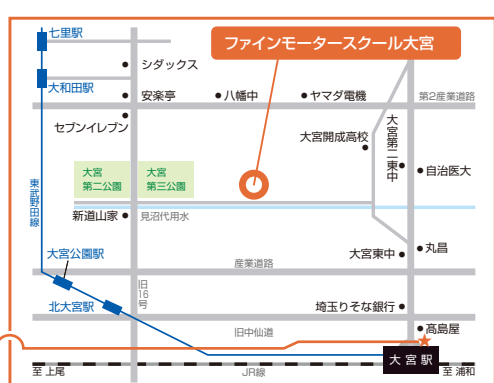 七里駅
ファインモータースクール大宮
シダックス
大和田駅
安楽亭
八幡中
ヤマダ電機
第2産業道路
セブンイレブン
大宮開成高校
大宮第二東中
自治医大
大宮
第二公園
大宮
第三公園
東武野田線
新道山家
見沼代用水
大宮公園駅
産業道路
大宮東中
丸昌
旧16号
北大宮駅
埼玉りそな銀行
旧中仙道
髙島屋
大宮駅
至 上尾
JR線
至 浦和